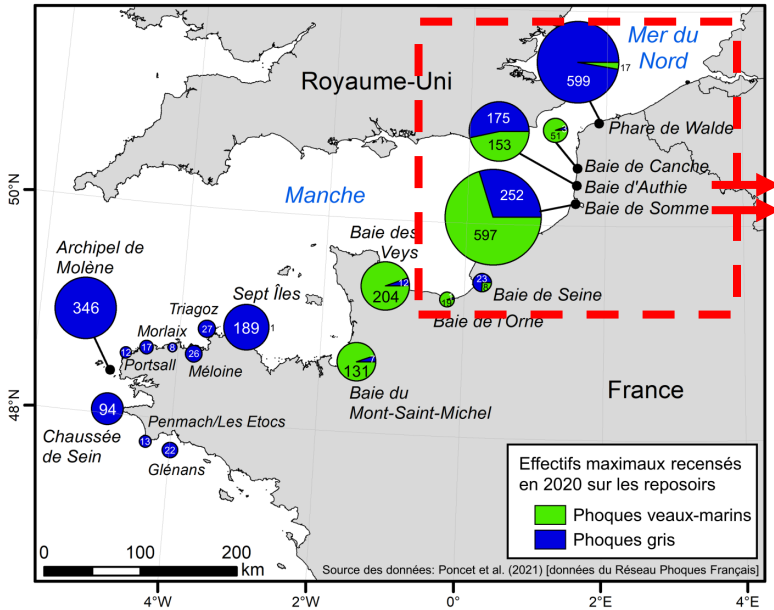 Mer du
Nord
Royaume-Uni
599
17
175
153
51
Phare de Walde
Baie de Canche
Baie d'Authie
Baie de Somme
50°N
Manche
252
597
Archipel de
Molène
Baie des
Veys
204
12
23
Baie de Seine
Baie de l'Orne
346
Triagoz
Sept Îles
27
189
1
Morlaix
12
17
8
26
Portsall
Méloine
131
7
Baie du
Mont-Saint-Michel
France
48°N
94
Chaussée
de Sein
Penmach/Les Etocs
13
22
Glénans
Effectifs maximaux recensés
en 2020 sur les reposoirs
Phoques veaux-marins
Phoques gris
0 100 200
km
Source des données: Poncet et al. (2021) [données du Réseau Phoques Français]
4°W 2°W 0° 2°E 4°E